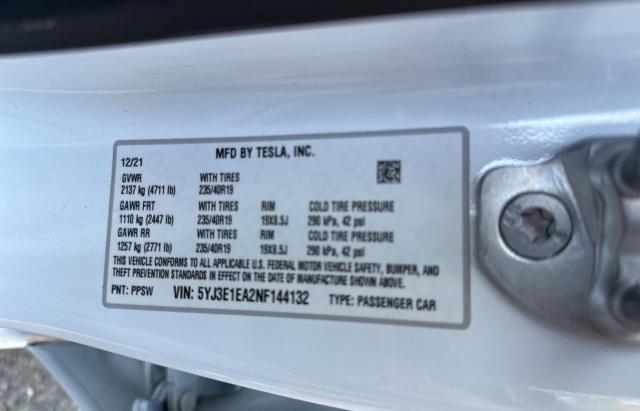 12/21 MFD BY TESLA, INC.
GVWR WITH TIRES
2137 kg (4711 lb) 235/40R19
GAWR FRT WITH TIRES RIM COLD TIRE PRESSURE
1110 kg (2447 lb) 235/40R19 19X8.5J 290 kPa, 42 psi
GAWR RR WITH TIRES RIM COLD TIRE PRESSURE
1257 kg (2771 lb) 235/40R19 19X8.5J 290 kPa, 42 psi
THIS VEHICLE CONFORMS TO ALL APPLICABLE U.S. FEDERAL MOTOR VEHICLE SAFETY, BUMPER, AND
THEFT PREVENTION STANDARDS IN EFFECT ON THE DATE OF MANUFACTURE SHOWN ABOVE.
PNT: PPSW VIN: 5YJ3E1EA2NF144132 TYPE: PASSENGER CAR